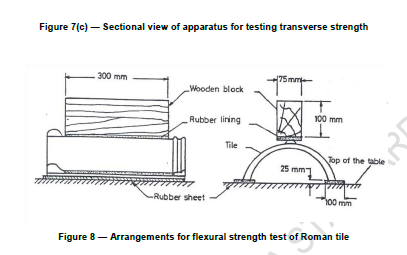 Figure 7(c) — Sectional view of apparatus for testing transverse strength
300 mm
75mm
Wooden block
Rubber lining
100 mm
Tile
Top of the table
25 mm
Rubber sheet
100 mm
Figure 8 — Arrangements for flexural strength test of Roman tile